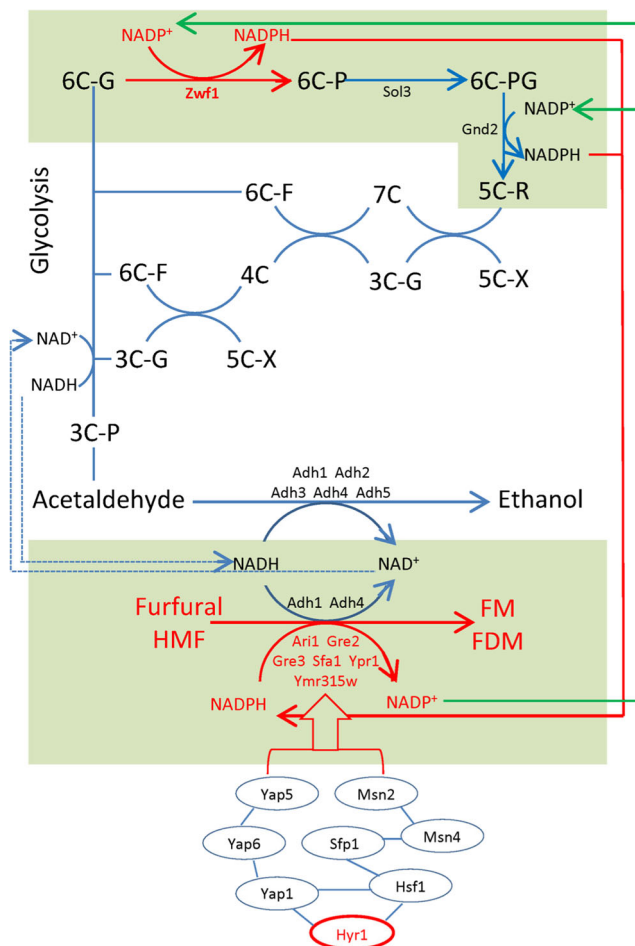 NADP⁺ NADPH
6C-G Zwf1 6C-P Sol3 6C-PG
NADP⁺
Gnd2
NADPH
Glycolysis
6C-F 7C 5C-R
6C-F 4C 3C-G 5C-X
NAD⁺
3C-G 5C-X
NADH
3C-P
Adh1 Adh2
Acetaldehyde Adh3 Adh4 Adh5 Ethanol
NADH NAD⁺
Furfural Adh1 Adh4 FM
HMF Ari1 Gre2 FDM
Gre3 Sfa1 Ypr1
Ymr315w
NADPH NADP⁺
Yap5 Msn2
Yap6 Sfp1 Msn4
Yap1 Hsf1
Hyr1